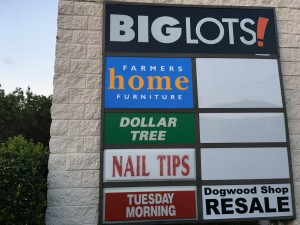 BIG LOTS!
FARMERS
home
FURNITURE
DOLLAR
TREE
NAIL TIPS
TUESDAY
MORNING
Dogwood Shop
RESALE